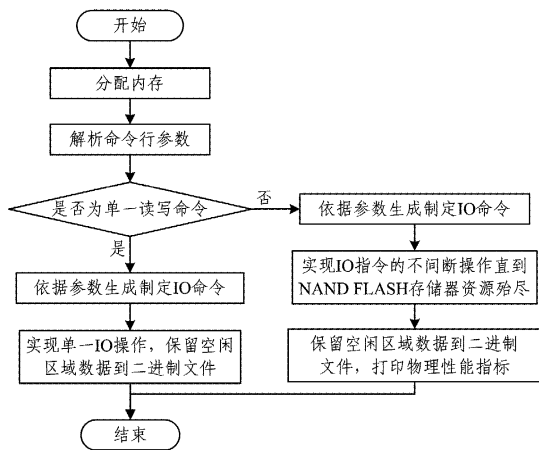 开始
分配内存
解析命令行参数
是否为单一读写命令
否
是
依据参数生成制定IO命令
实现单一IO操作，保留空闲
区域数据到二进制文件
依据参数生成制定IO命令
实现IO指令的不间断操作直到
NAND FLASH存储器资源殆尽
保留空闲区域数据到二进制
文件，打印物理性能指标
结束